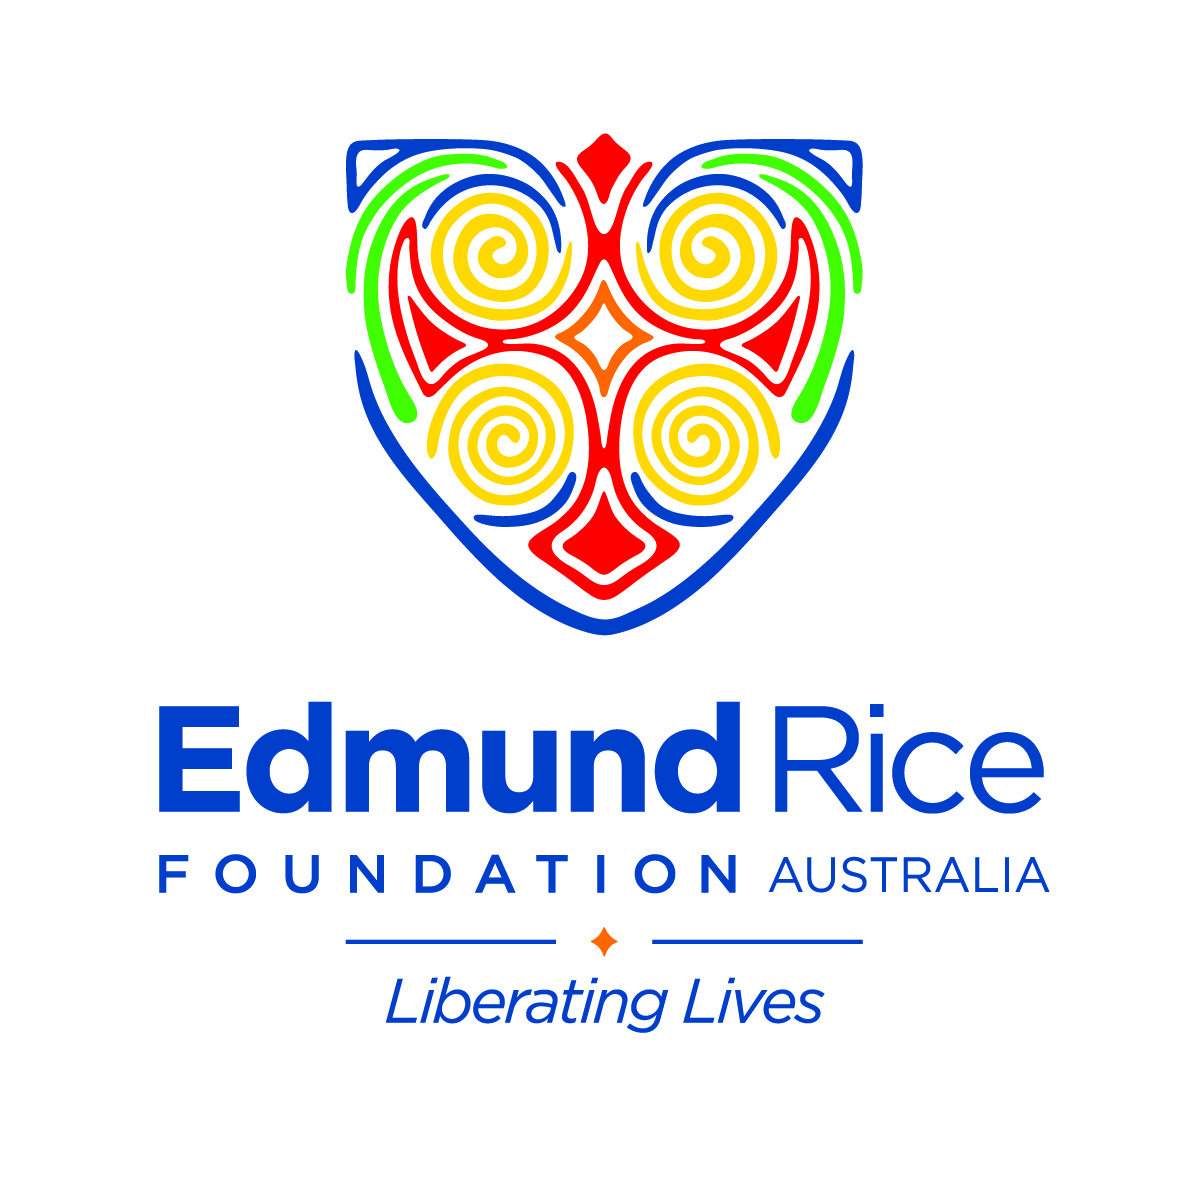 Edmund Rice
FOUNDATION AUSTRALIA
Liberating Lives